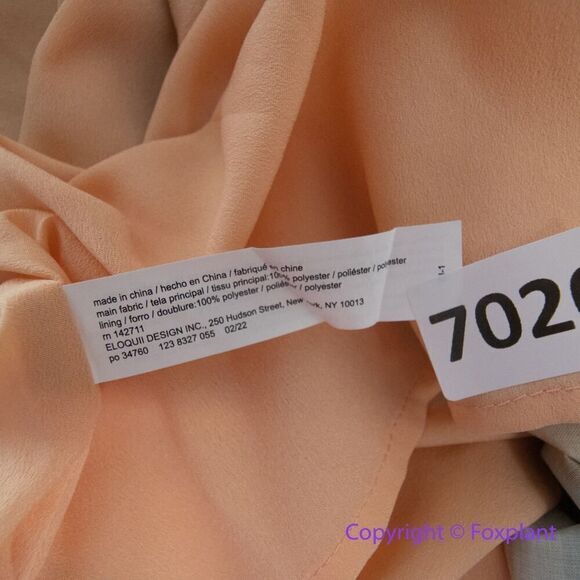 made in china / hecho en China / fabriqué en chine
main fabric / tela principal / tissu principal:100% polyester / poliéster / polyester
lining / forro / doublure:100% polyester / poliéster / polyester
rn 142711
ELOQUII DESIGN INC., 250 Hudson Street, New York, NY 10013
po 34760 123 8327 055 02/22
7020
Copyright © Foxplant